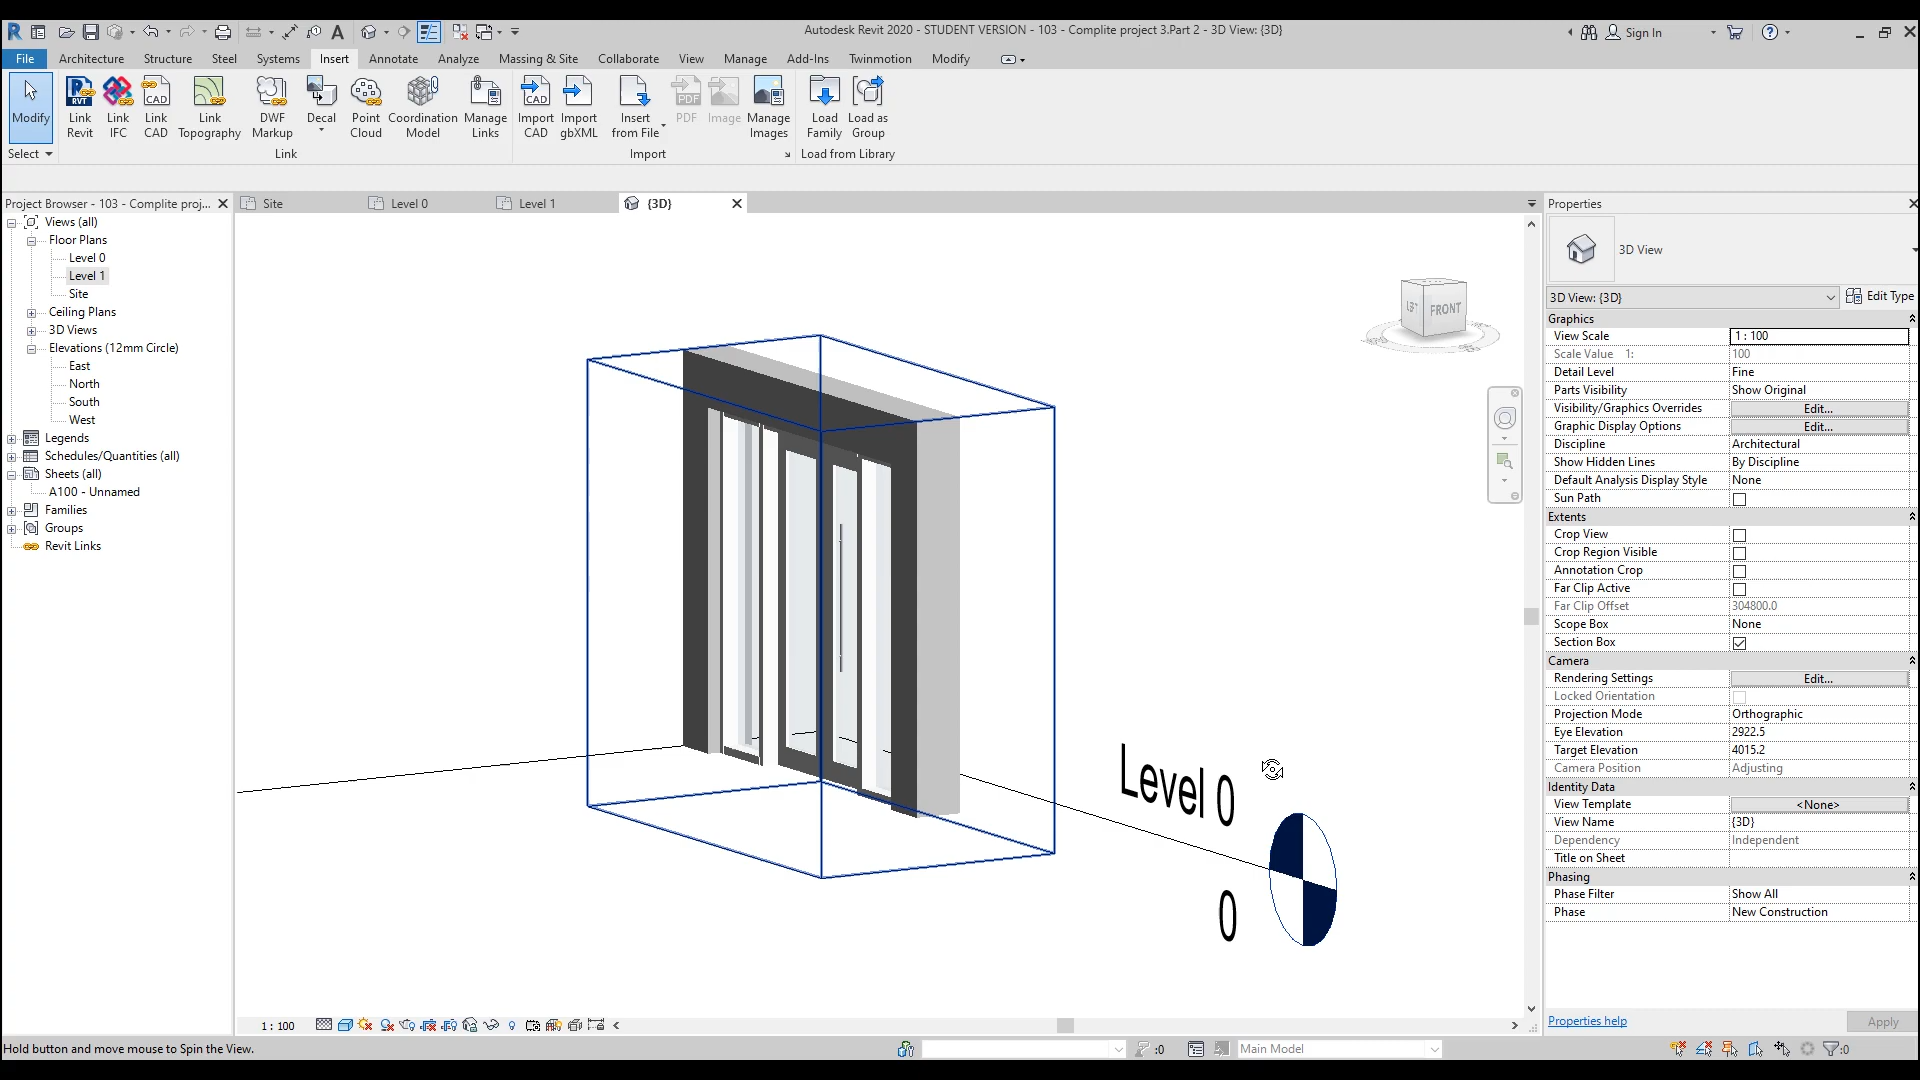 Autodesk Revit 2020 - STUDENT VERSION - 103 - Complite project 3.Part 2 - 3D View: {3D}
Sign In
File Architecture Structure Steel Systems Insert Annotate Analyze Massing & Site Collaborate View Manage Add-Ins Twinmotion Modify
Modify
Link Revit
Link IFC
Link CAD
Link Topography
DWF Markup
Decal
Point Cloud
Coordination Model
Manage Links
Import CAD
Import gbXML
Insert from File
PDF
Image
Manage Images
Load Family
Load as Group
Select
Link
Import
Load from Library
Project Browser - 103 - Complite proj...
Views (all)
Floor Plans
Level 0
Level 1
Site
Ceiling Plans
3D Views
Elevations (12mm Circle)
East
North
South
West
Legends
Schedules/Quantities (all)
Sheets (all)
A100 - Unnamed
Families
Groups
Revit Links
Site
Level 0
Level 1
{3D}
FRONT
Level 0
0
Properties
3D View
3D View: {3D}
Edit Type
Graphics
View Scale 1 : 100
Scale Value 1: 100
Detail Level Fine
Parts Visibility Show Original
Visibility/Graphics Overrides Edit...
Graphic Display Options Edit...
Discipline Architectural
Show Hidden Lines By Discipline
Default Analysis Display Style None
Sun Path
Extents
Crop View
Crop Region Visible
Annotation Crop
Far Clip Active
Far Clip Offset 304800.0
Scope Box None
Section Box
Camera
Rendering Settings Edit...
Locked Orientation
Projection Mode Orthographic
Eye Elevation 2922.5
Target Elevation 4015.2
Camera Position Adjusting
Identity Data
View Template <None>
View Name {3D}
Dependency Independent
Title on Sheet
Phasing
Phase Filter Show All
Phase New Construction
Properties help
Apply
1 : 100
Hold button and move mouse to Spin the View.
:0
Main Model
:0